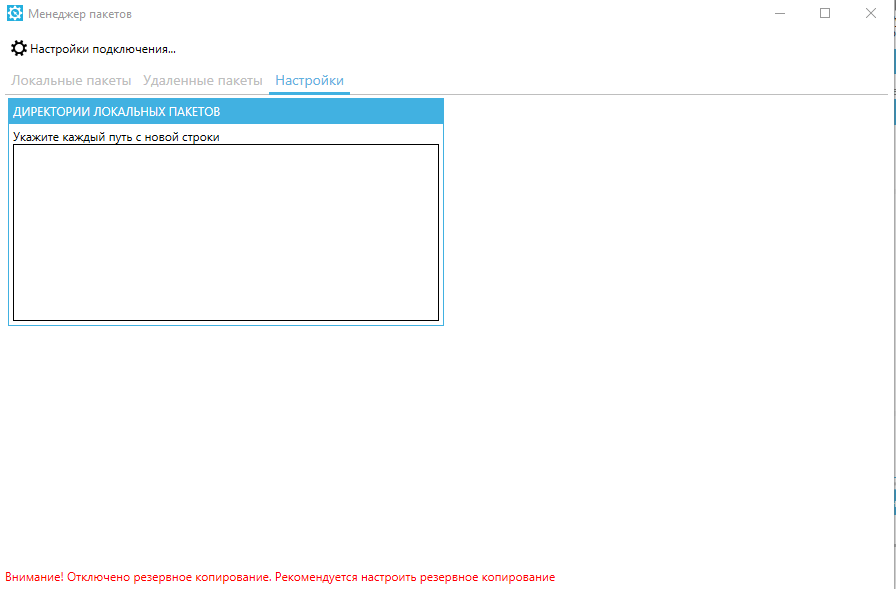 Менеджер пакетов
Настройки подключения...
Локальные пакеты Удаленные пакеты Настройки
ДИРЕКТОРИИ ЛОКАЛЬНЫХ ПАКЕТОВ
Укажите каждый путь с новой строки
Внимание! Отключено резервное копирование. Рекомендуется настроить резервное копирование